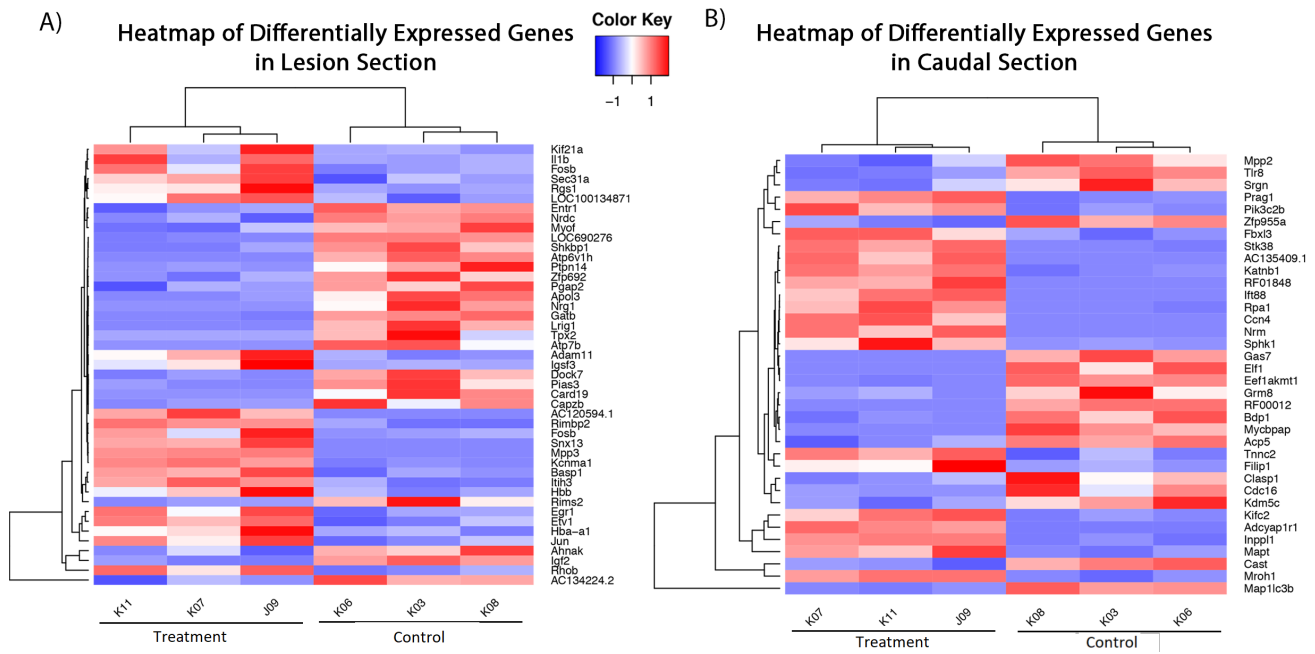 A)
Heatmap of Differentially Expressed Genes
in Lesion Section
Color Key
−1 1
B)
Heatmap of Differentially Expressed Genes
in Caudal Section
Kif21a
Il1b
Fosb
Sec31a
Rgs1
LOC100134871
Entr1
Nrdc
Myof
LOC690276
Shkbp1
Atp6v1h
Ptpn14
Zfp692
Pgap2
Apol3
Nrg1
Gatb
Lrig1
Tpx2
Atp7b
Adam11
Igsf3
Dock7
Pias3
Card19
Capzb
AC120594.1
Rimbp2
Fosb
Snx13
Mpp3
Kcnma1
Basp1
Itih3
Hbb
Rims2
Egr1
Etv1
Hba−a1
Jun
Ahnak
Igf2
Rhob
AC134224.2
K11 K07 J09 K06 K03 K08
Treatment Control
Mpp2
Tlr8
Srgn
Prag1
Pik3c2b
Zfp955a
Fbxl3
Stk38
AC135409.1
Katnb1
RF01848
Ift88
Rpa1
Ccn4
Nrm
Sphk1
Gas7
Elf1
Eef1akmt1
Grm8
RF00012
Bdp1
Mycbpap
Acp5
Tnnc2
Filip1
Clasp1
Cdc16
Kdm5c
Kifc2
Adcyap1r1
Inppl1
Mapt
Cast
Mroh1
Map1lc3b
K07 K11 J09 K08 K03 K06
Treatment Control